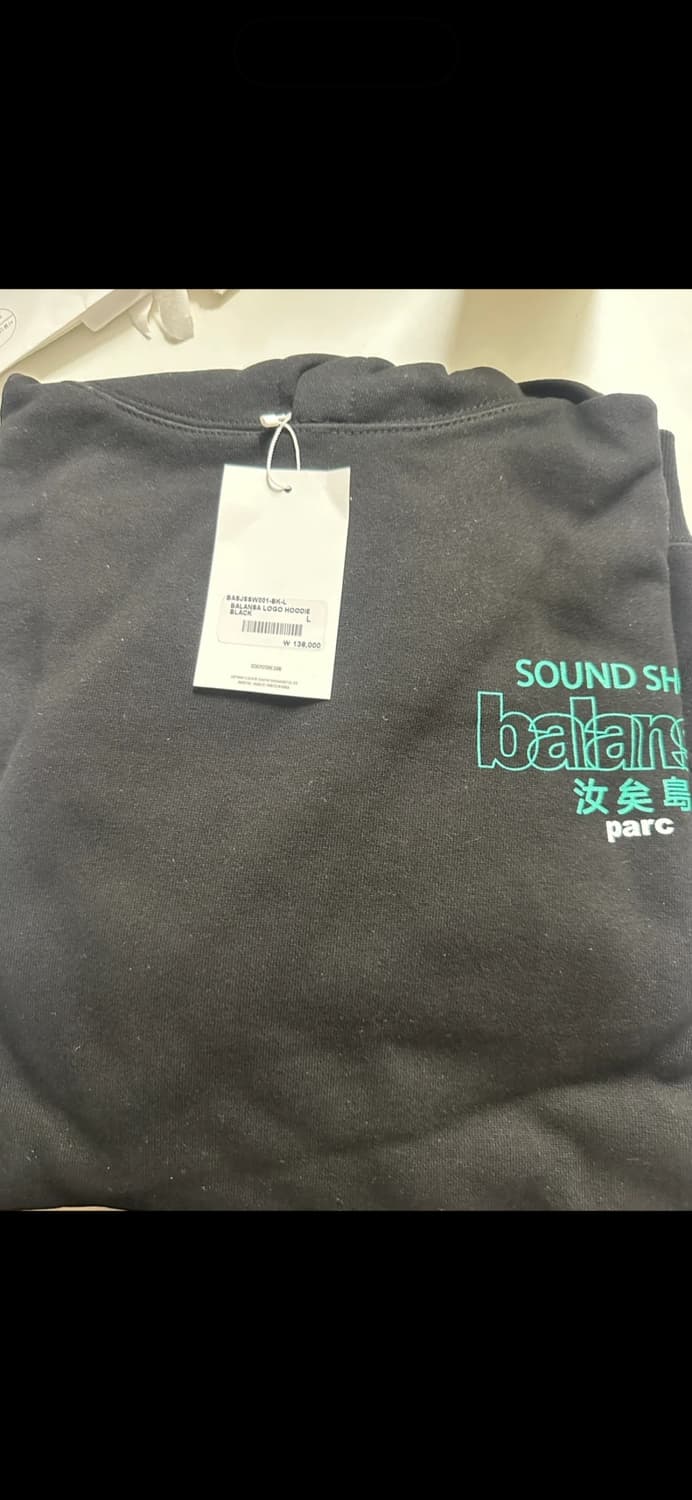 BASJSSW001-BK-L
BALANSA LOGO HOODIE
BLACK
L
₩ 138,000
SOUND SH
balans
汝矣島
parc